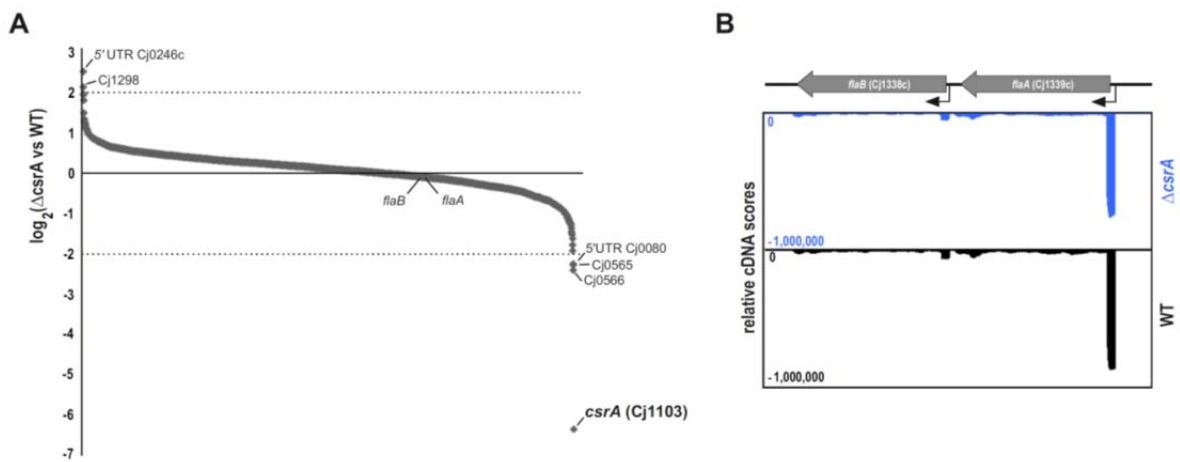 A
log2(ΔcsrA vs WT)
3
2
1
0
-1
-2
-3
-4
-5
-6
-7
5' UTR Cj0246c
Cj1298
flaB
flaA
5'UTR Cj0080
Cj0565
Cj0566
csrA (Cj1103)
B
flaB (Cj1338c)
flaA (Cj1339c)
relative cDNA scores
0
-1,000,000
ΔcsrA
0
-1,000,000
WT